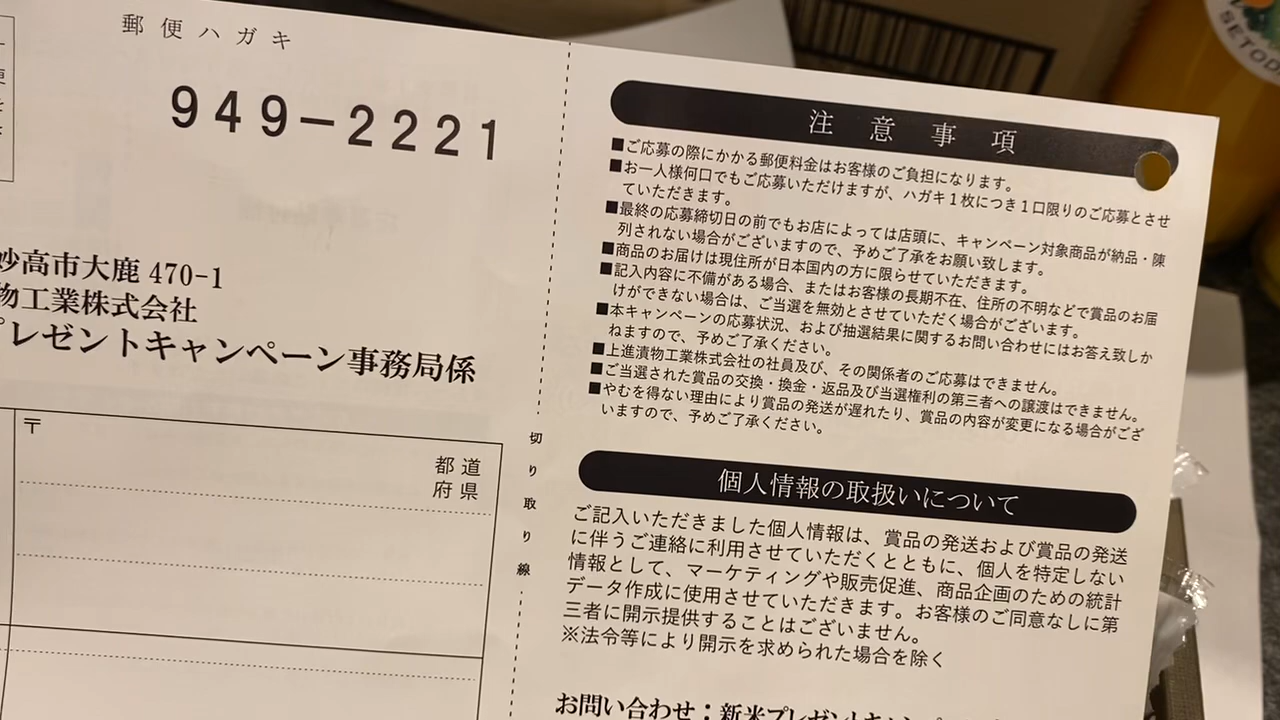 郵便ハガキ
949-2221
妙高市大鹿 470-1
物工業株式会社
プレゼントキャンペーン事務局係
〒
都道
府県
切り取り線
注意事項
■ご応募の際にかかる郵便料金はお客様のご負担になります。
■お一人様何口でもご応募いただけますが、ハガキ1枚につき1口限りのご応募とさせ
ていただきます。
■最終の応募締切日の前でもお店によっては店頭に、キャンペーン対象商品が納品・陳
列されない場合がございますので、予めご了承をお願い致します。
■商品のお届けは現住所が日本国内の方に限らせていただきます。
■記入内容に不備がある場合、またはお客様の長期不在、住所の不明などで賞品のお届
けができない場合は、ご当選を無効とさせていただく場合がございます。
■本キャンペーンの応募状況、および抽選結果に関するお問い合わせにはお答え致しか
ねますので、予めご了承ください。
■上進漬物工業株式会社の社員及び、その関係者のご応募はできません。
■ご当選された賞品の交換・換金・返品及び当選権利の第三者への譲渡はできません。
■やむを得ない理由により賞品の発送が遅れたり、賞品の内容が変更になる場合がござ
いますので、予めご了承ください。
個人情報の取扱いについて
ご記入いただきました個人情報は、賞品の発送および賞品の発送
に伴うご連絡に利用させていただくとともに、個人を特定しない
情報として、マーケティングや販売促進、商品企画のための統計
データ作成に使用させていただきます。お客様のご同意なしに第
三者に開示提供することはございません。
※法令等により開示を求められた場合を除く
お問い合わせ：新米プレゼントキャンペ
SETOD